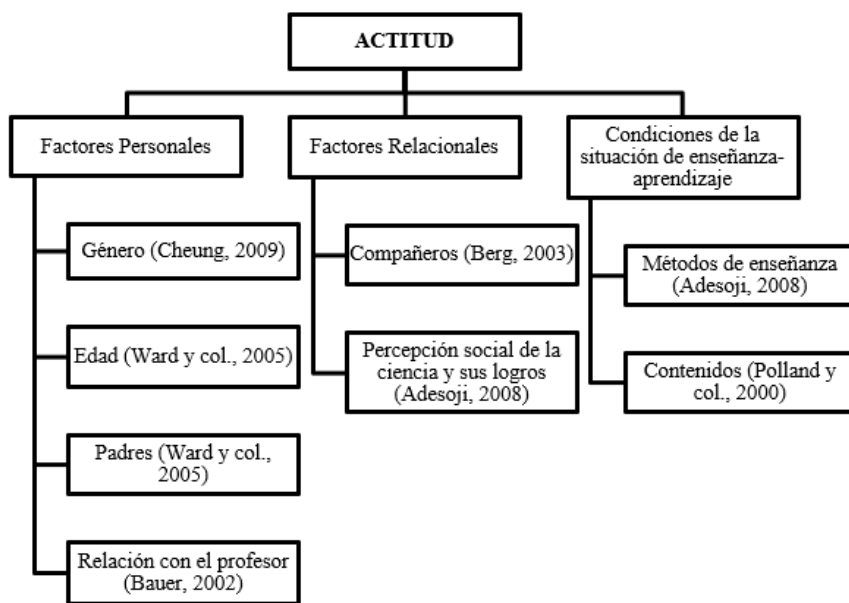 ACTITUD
Factores Personales
Factores Relacionales
Condiciones de la
situación de enseñanza-
aprendizaje
Género (Cheung, 2009)
Edad (Ward y col., 2005)
Padres (Ward y col.,
2005)
Relación con el profesor
(Bauer, 2002)
Compañeros (Berg, 2003)
Percepción social de la
ciencia y sus logros
(Adesoji, 2008)
Métodos de enseñanza
(Adesoji, 2008)
Contenidos (Polland y
col., 2000)